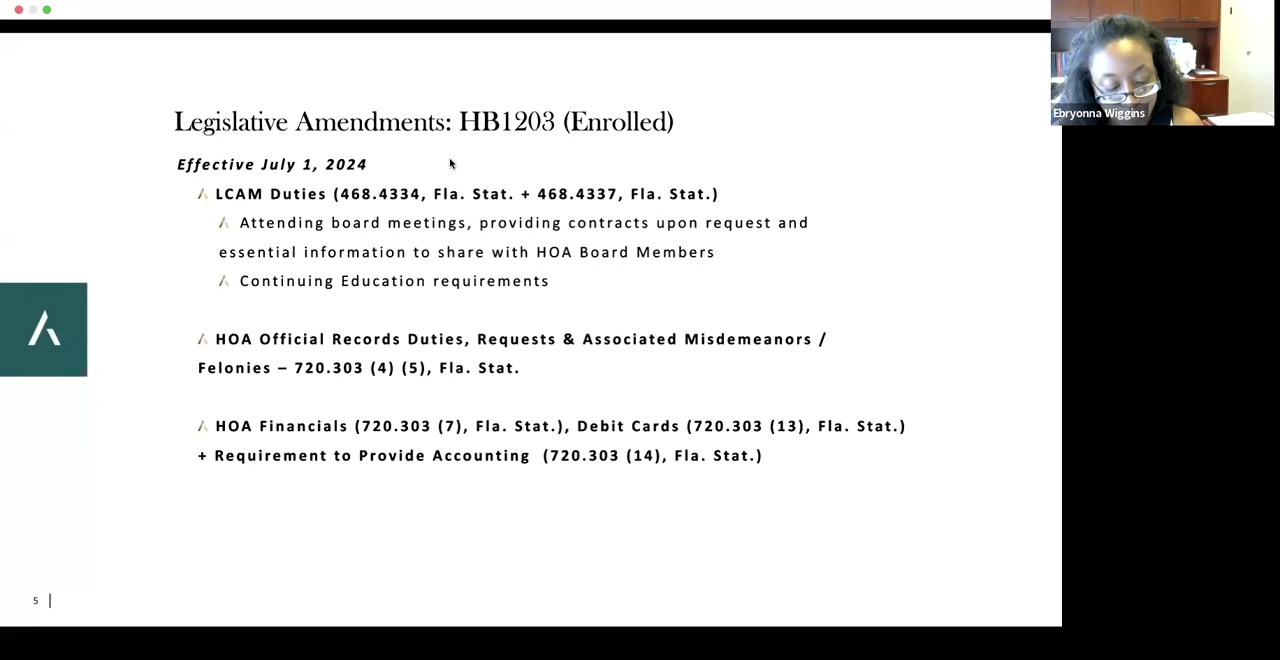 Legislative Amendments: HB1203 (Enrolled)
Effective July 1, 2024
LCAM Duties (468.4334, Fla. Stat. + 468.4337, Fla. Stat.)
Attending board meetings, providing contracts upon request and
essential information to share with HOA Board Members
Continuing Education requirements
HOA Official Records Duties, Requests & Associated Misdemeanors /
Felonies – 720.303 (4) (5), Fla. Stat.
HOA Financials (720.303 (7), Fla. Stat.), Debit Cards (720.303 (13), Fla. Stat.)
+ Requirement to Provide Accounting (720.303 (14), Fla. Stat.)
5 |
Ebryonna Wiggins